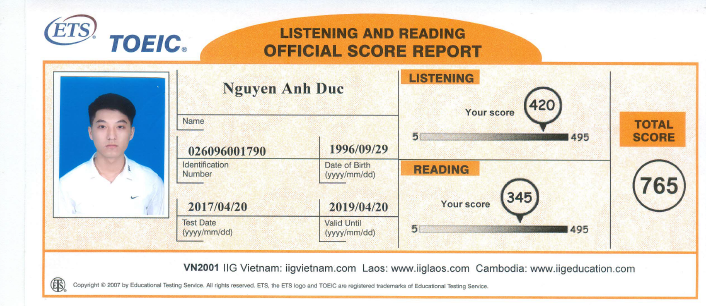 ETS®
TOEIC®
LISTENING AND READING
OFFICIAL SCORE REPORT
Nguyen Anh Duc
Name
026096001790
Identification
Number
1996/09/29
Date of Birth
(yyyy/mm/dd)
2017/04/20
Test Date
(yyyy/mm/dd)
2019/04/20
Valid Until
(yyyy/mm/dd)
LISTENING
Your score
420
5
495
READING
Your score
345
5
495
TOTAL
SCORE
765
VN2001 IIG Vietnam: iigvietnam.com Laos: www.iiglaos.com Cambodia: www.iigeducation.com
ETS
Copyright © 2007 by Educational Testing Service. All rights reserved. ETS, the ETS logo and TOEIC are registered trademarks of Educational Testing Service.